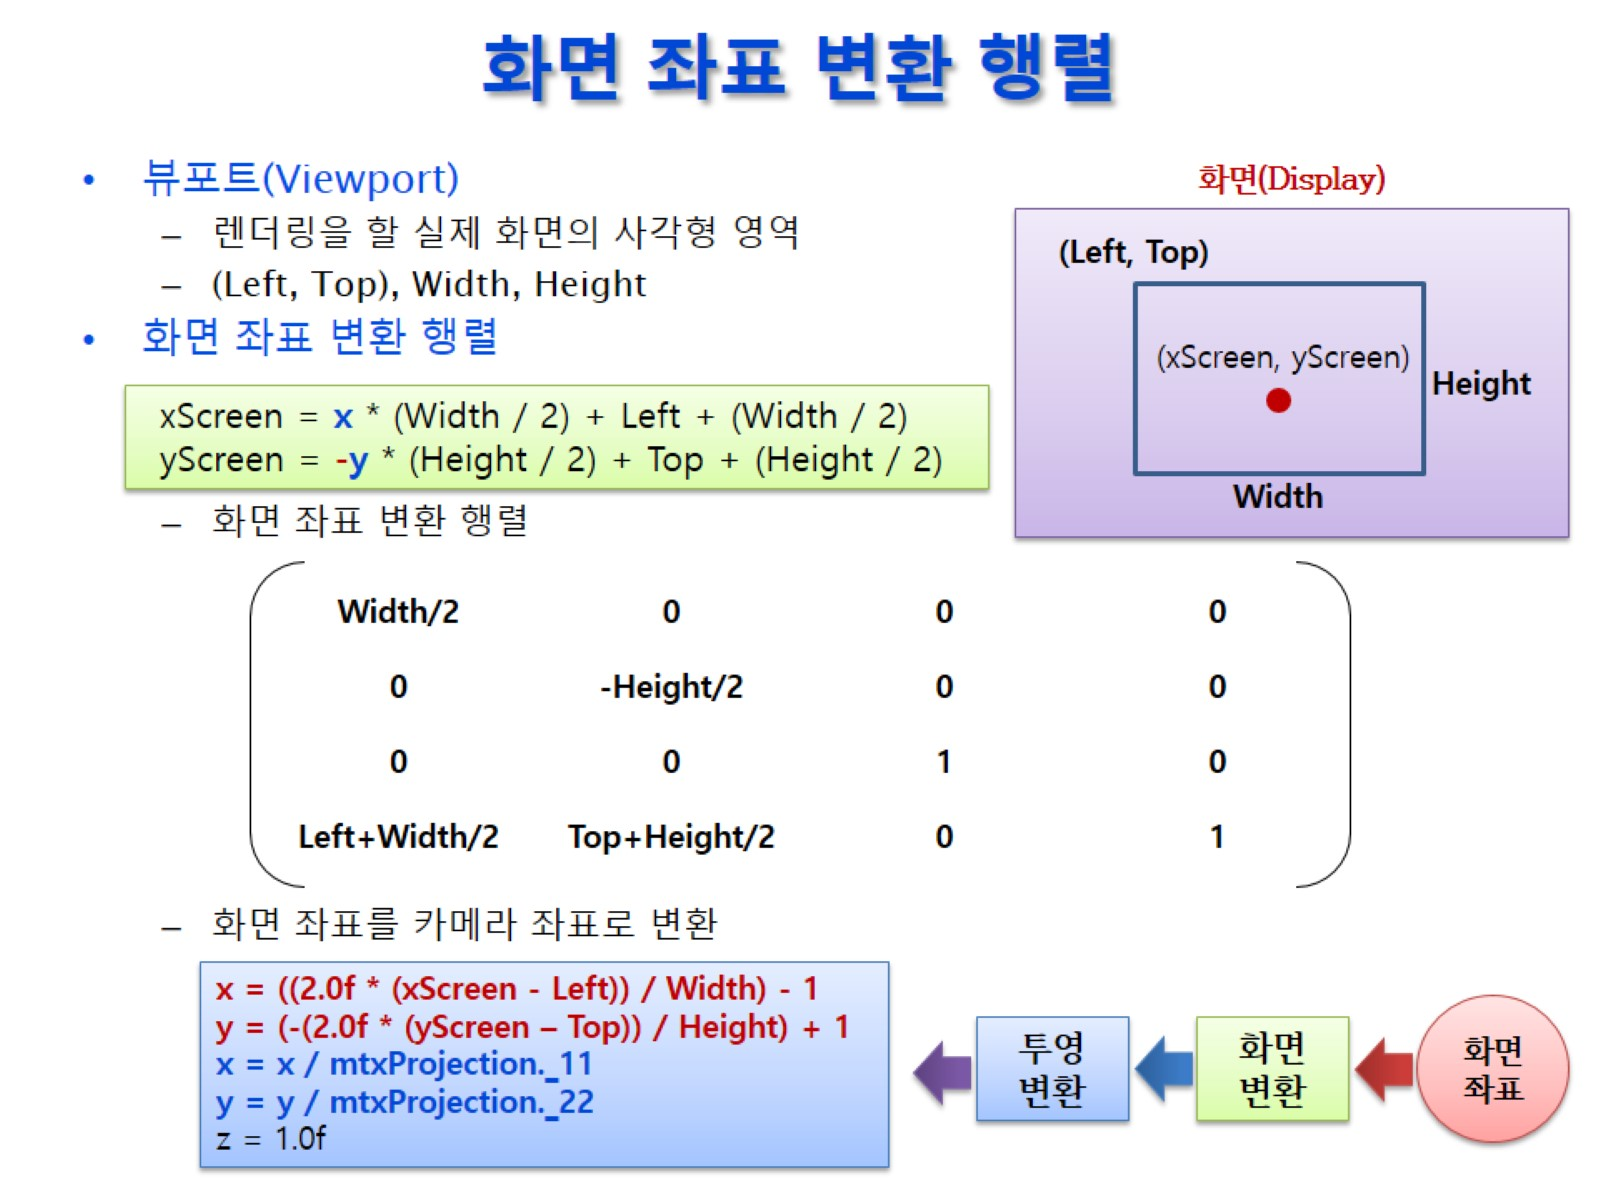 화면 좌표 변환 행렬
• 뷰포트(Viewport)
– 렌더링을 할 실제 화면의 사각형 영역
– (Left, Top), Width, Height
• 화면 좌표 변환 행렬
xScreen = x * (Width / 2) + Left + (Width / 2)
yScreen = -y * (Height / 2) + Top + (Height / 2)
화면(Display)
(Left, Top)
(xScreen, yScreen)
Height
Width
– 화면 좌표 변환 행렬
Width/2 0 0 0
0 -Height/2 0 0
0 0 1 0
Left+Width/2 Top+Height/2 0 1
– 화면 좌표를 카메라 좌표로 변환
x = ((2.0f * (xScreen - Left)) / Width) - 1
y = (-(2.0f * (yScreen – Top)) / Height) + 1
x = x / mtxProjection._11
y = y / mtxProjection._22
z = 1.0f
투영
변환
화면
변환
화면
좌표